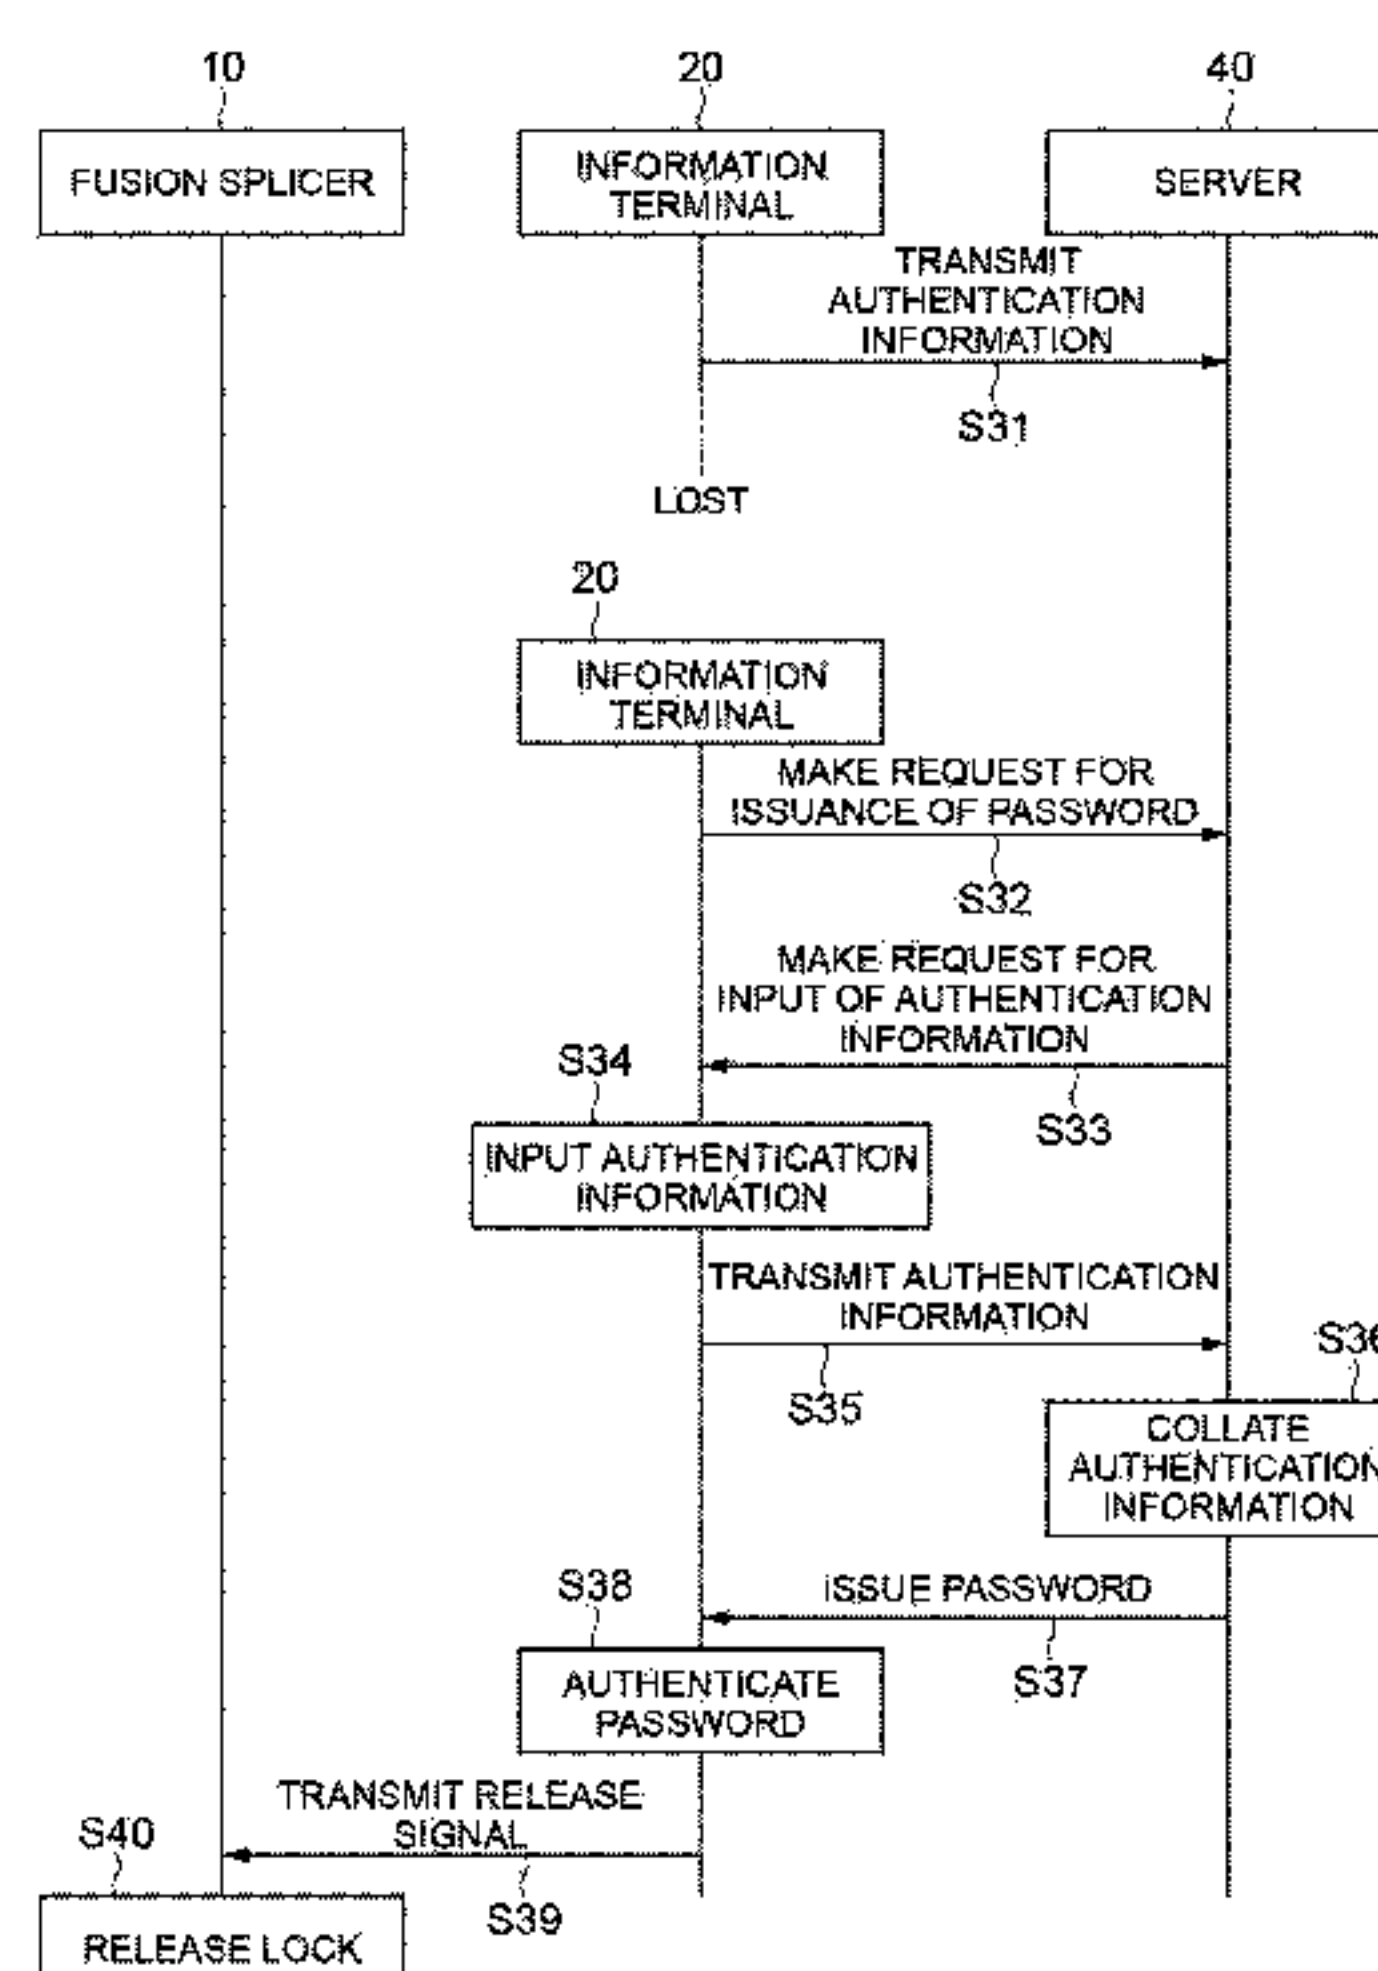 10
20
40
FUSION SPLICER
INFORMATION
TERMINAL
SERVER
TRANSMIT
AUTHENTICATION
INFORMATION
S31
LOST
20
INFORMATION
TERMINAL
MAKE REQUEST FOR
ISSUANCE OF PASSWORD
S32
MAKE REQUEST FOR
INPUT OF AUTHENTICATION
INFORMATION
S33
S34
INPUT AUTHENTICATION
INFORMATION
TRANSMIT AUTHENTICATION
INFORMATION
S35
S36
COLLATE
AUTHENTICATION
INFORMATION
ISSUE PASSWORD
S37
S38
AUTHENTICATE
PASSWORD
TRANSMIT RELEASE
SIGNAL
S39
S40
RELEASE LOCK